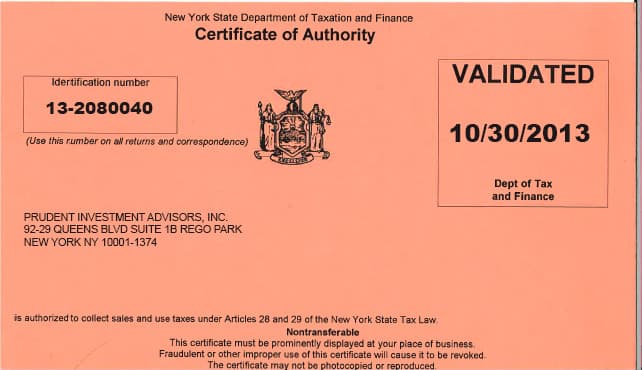 New York State Department of Taxation and Finance
Certificate of Authority
Identification number
13-2080040
(Use this number on all returns and correspondence)
VALIDATED
10/30/2013
Dept of Tax
and Finance
EXCELSIOR
PRUDENT INVESTMENT ADVISORS, INC.
92-29 QUEENS BLVD SUITE 1B REGO PARK
NEW YORK NY 10001-1374
is authorized to collect sales and use taxes under Articles 28 and 29 of the New York State Tax Law.
Nontransferable
This certificate must be prominently displayed at your place of business.
Fraudulent or other improper use of this certificate will cause it to be revoked.
The certificate may not be photocopied or reproduced.